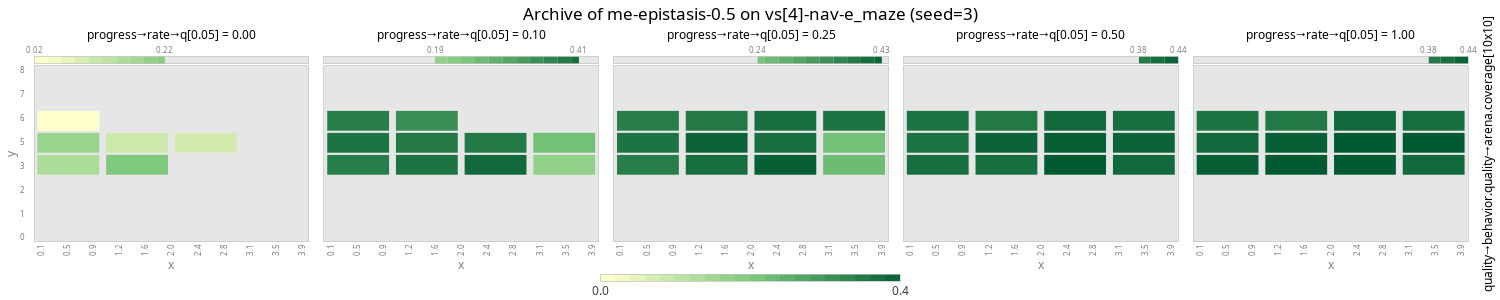 Archive of me-epistasis-0.5 on vs[4]-nav-e_maze (seed=3)
progress→rate→q[0.05] = 0.00
progress→rate→q[0.05] = 0.10
progress→rate→q[0.05] = 0.25
progress→rate→q[0.05] = 0.50
progress→rate→q[0.05] = 1.00
0.02 0.22
0.19 0.41
0.24 0.43
0.38 0.44
0.38 0.44
8
7
6
5
3
2
1
0
y
0.1 0.5 0.9 1.2 1.6 2.0 2.4 2.8 3.1 3.5 3.9
0.1 0.5 0.9 1.2 1.6 2.0 2.4 2.8 3.1 3.5 3.9
0.1 0.5 0.9 1.2 1.6 2.0 2.4 2.8 3.1 3.5 3.9
0.1 0.5 0.9 1.2 1.6 2.0 2.4 2.8 3.1 3.5 3.9
0.1 0.5 0.9 1.2 1.6 2.0 2.4 2.8 3.1 3.5 3.9
x
x
x
x
x
0.0 0.4
quality→behavior.quality→arena.coverage[10x10]